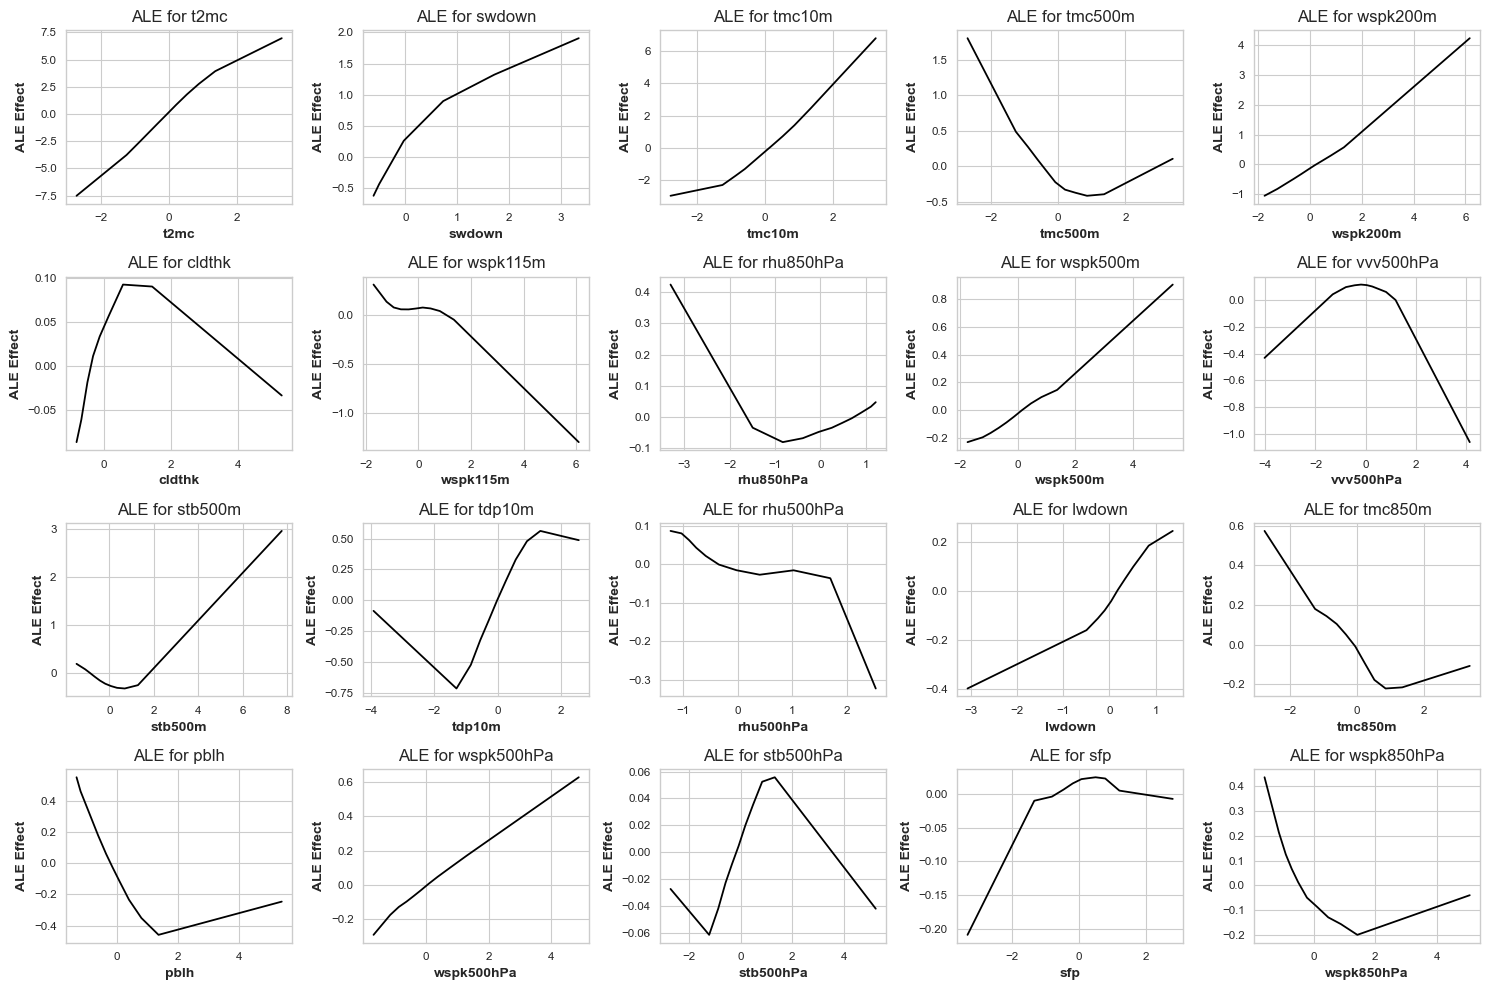 ALE for t2mc
ALE Effect
7.5
5.0
2.5
0.0
−2.5
−5.0
−7.5
−2 0 2
t2mc
ALE for swdown
ALE Effect
2.0
1.5
1.0
0.5
0.0
−0.5
0 1 2 3
swdown
ALE for tmc10m
ALE Effect
6
4
2
0
−2
−2 0 2
tmc10m
ALE for tmc500m
ALE Effect
1.5
1.0
0.5
0.0
−0.5
−2 0 2
tmc500m
ALE for wspk200m
ALE Effect
4
3
2
1
0
−1
−2 0 2 4 6
wspk200m
ALE for cldthk
ALE Effect
0.10
0.05
0.00
−0.05
0 2 4
cldthk
ALE for wspk115m
ALE Effect
0.0
−0.5
−1.0
−2 0 2 4 6
wspk115m
ALE for rhu850hPa
ALE Effect
0.4
0.3
0.2
0.1
0.0
−0.1
−3 −2 −1 0 1
rhu850hPa
ALE for wspk500m
ALE Effect
0.8
0.6
0.4
0.2
0.0
−0.2
−2 0 2 4
wspk500m
ALE for vvv500hPa
ALE Effect
0.0
−0.2
−0.4
−0.6
−0.8
−1.0
−4 −2 0 2 4
vvv500hPa
ALE for stb500m
ALE Effect
3
2
1
0
0 2 4 6 8
stb500m
ALE for tdp10m
ALE Effect
0.50
0.25
0.00
−0.25
−0.50
−0.75
−4 −2 0 2
tdp10m
ALE for rhu500hPa
ALE Effect
0.1
0.0
−0.1
−0.2
−0.3
−1 0 1 2
rhu500hPa
ALE for lwdown
ALE Effect
0.2
0.0
−0.2
−0.4
−3 −2 −1 0 1
lwdown
ALE for tmc850m
ALE Effect
0.6
0.4
0.2
0.0
−0.2
−2 0 2
tmc850m
ALE for pblh
ALE Effect
0.4
0.2
0.0
−0.2
−0.4
0 2 4
pblh
ALE for wspk500hPa
ALE Effect
0.6
0.4
0.2
0.0
−0.2
0 2 4
wspk500hPa
ALE for stb500hPa
ALE Effect
0.06
0.04
0.02
0.00
−0.02
−0.04
−0.06
−2 0 2 4
stb500hPa
ALE for sfp
ALE Effect
0.00
−0.05
−0.10
−0.15
−0.20
−2 0 2
sfp
ALE for wspk850hPa
ALE Effect
0.4
0.3
0.2
0.1
0.0
−0.1
−0.2
0 2 4
wspk850hPa